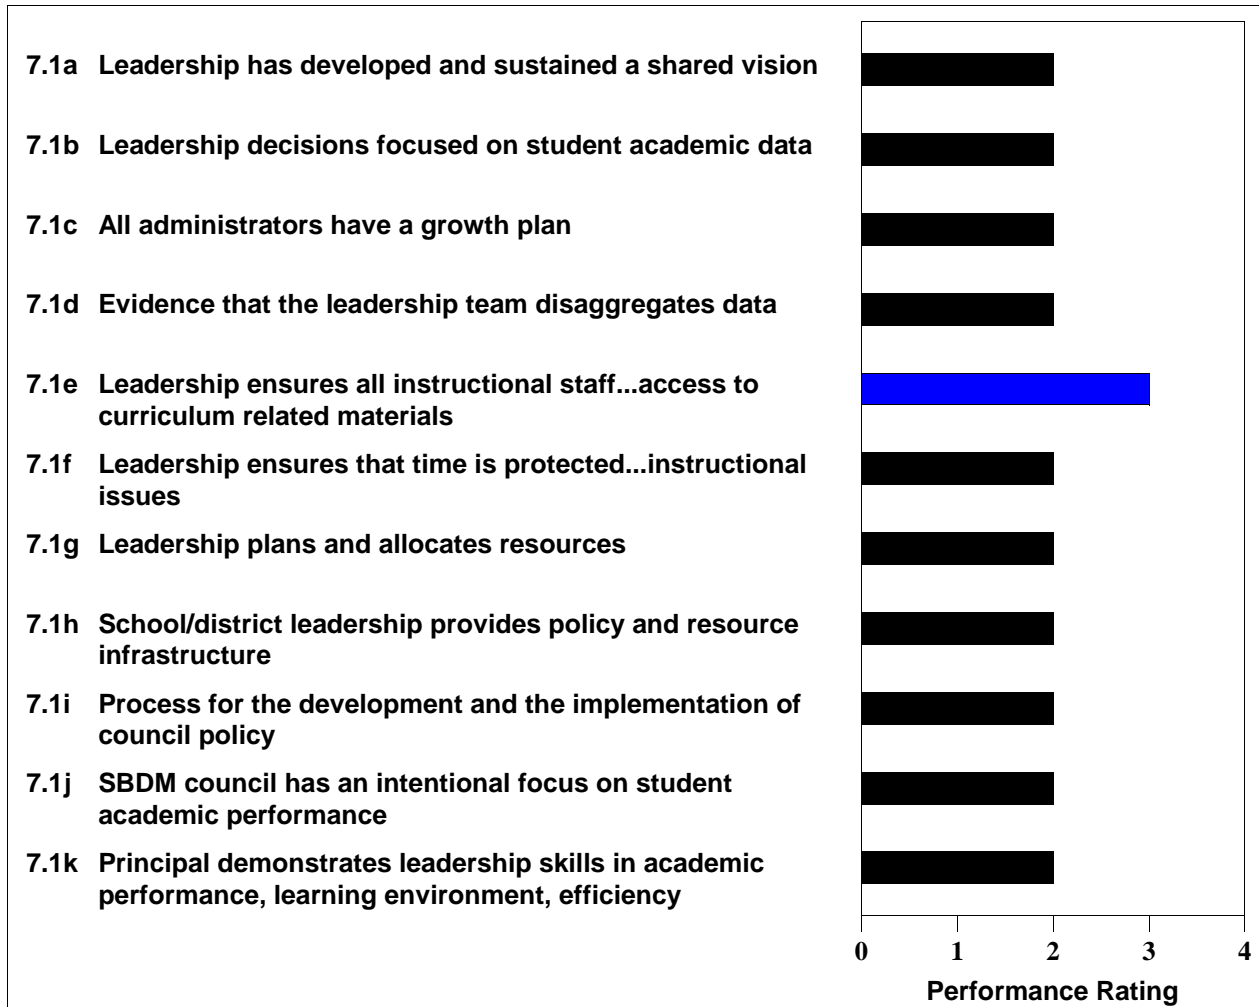 7.1a Leadership has developed and sustained a shared vision
7.1b Leadership decisions focused on student academic data
7.1c All administrators have a growth plan
7.1d Evidence that the leadership team disaggregates data
7.1e Leadership ensures all instructional staff...access to
curriculum related materials
7.1f Leadership ensures that time is protected...instructional
issues
7.1g Leadership plans and allocates resources
7.1h School/district leadership provides policy and resource
infrastructure
7.1i Process for the development and the implementation of
council policy
7.1j SBDM council has an intentional focus on student
academic performance
7.1k Principal demonstrates leadership skills in academic
performance, learning environment, efficiency
0 1 2 3 4
Performance Rating